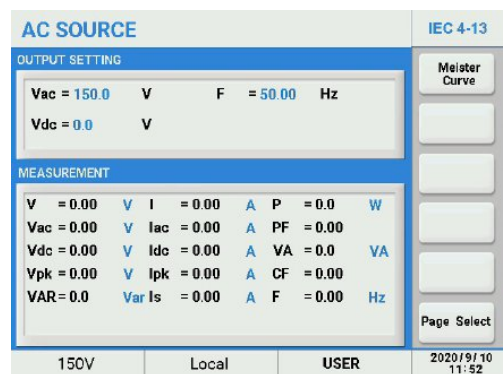 AC SOURCE
IEC 4-13
OUTPUT SETTING
Vac = 150.0 V F = 50.00 Hz
Vdc = 0.0 V
MEASUREMENT
V = 0.00 V I = 0.00 A P = 0.0 W
Vac = 0.00 V Iac = 0.00 A PF = 0.00
Vdc = 0.00 V Idc = 0.00 A VA = 0.0 VA
Vpk = 0.00 V Ipk = 0.00 A CF = 0.00
VAR = 0.0 Var Is = 0.00 A F = 0.00 Hz
Meister
Curve
Page Select
150V Local USER
2020/9/10
11:52